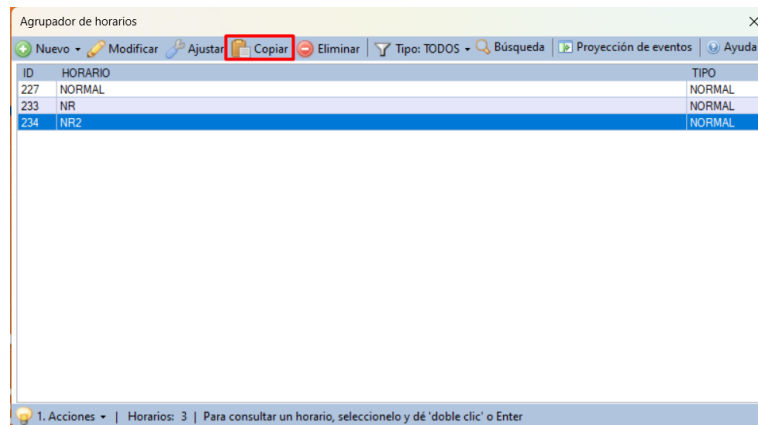 Agrupador de horarios
Nuevo Modificar Ajustar Copiar Eliminar Tipo: TODOS Búsqueda Proyección de eventos Ayuda
ID HORARIO TIPO
227 NORMAL NORMAL
233 NR NORMAL
234 NR2 NORMAL
1. Acciones | Horarios: 3 | Para consultar un horario, seleccionelo y dé 'doble clic' o Enter